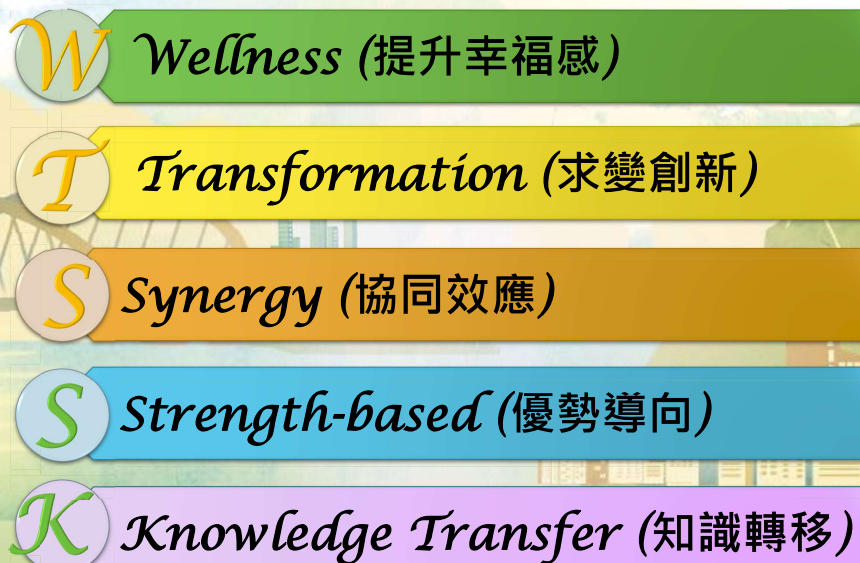 W Wellness (提升幸福感)
T Transformation (求變創新)
S Synergy (協同效應)
S Strength-based (優勢導向)
K Knowledge Transfer (知識轉移)